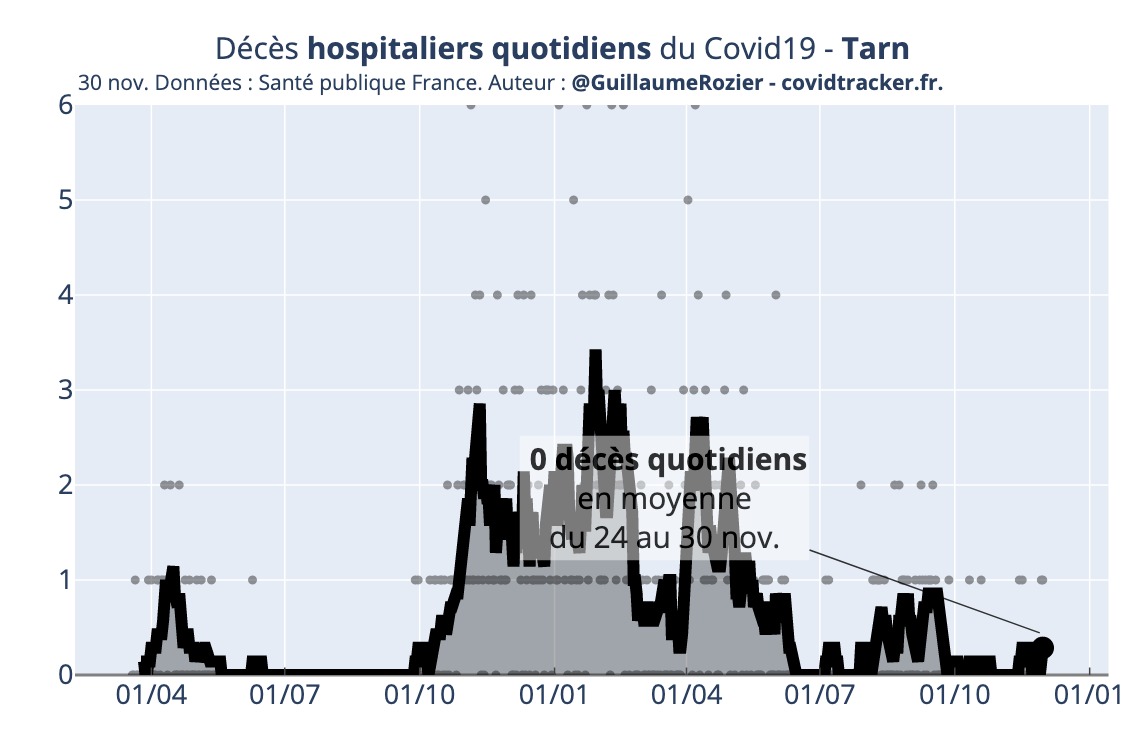 Décès hospitaliers quotidiens du Covid19 - Tarn
30 nov. Données : Santé publique France. Auteur : @GuillaumeRozier - covidtracker.fr.
6
5
4
3
2
1
0
0 décès quotidiens
en moyenne
du 24 au 30 nov.
01/04 01/07 01/10 01/01 01/04 01/07 01/10 01/01